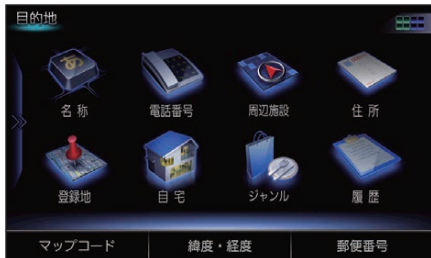 目的地
名称
電話番号
周辺施設
住所
登録地
自宅
ジャンル
履歴
マップコード
緯度・経度
郵便番号